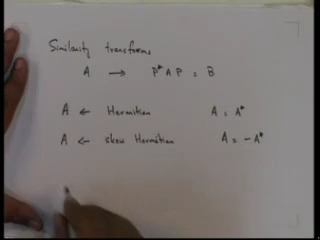 Similarity transforms
A → P* A P = B
A ← Hermitian A = A*
A ← skew Hermitian A = -A*